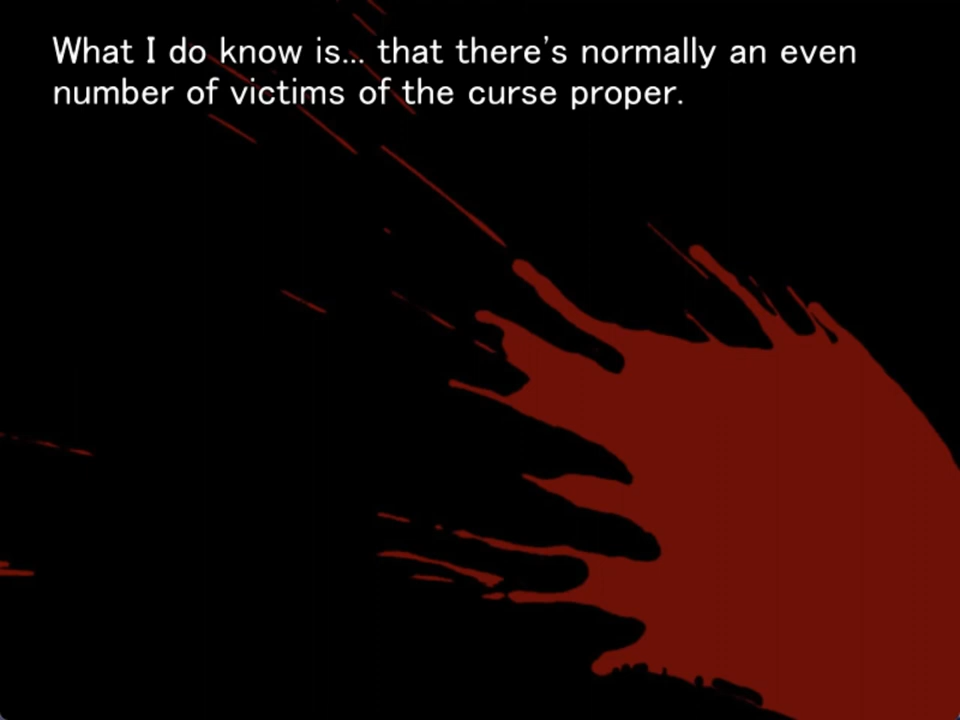 What I do know is... that there's normally an even
number of victims of the curse proper.